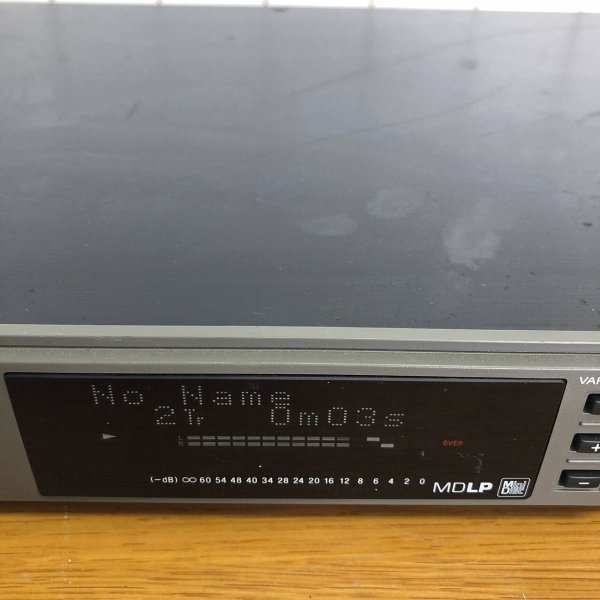 No Name
2Tr 0m03s
L
R
OVER
(-dB) ∞ 60 54 48 40 34 28 24 20 16 12 8 6 4 2 0
MDLP MiniDisc
VAR
+
−